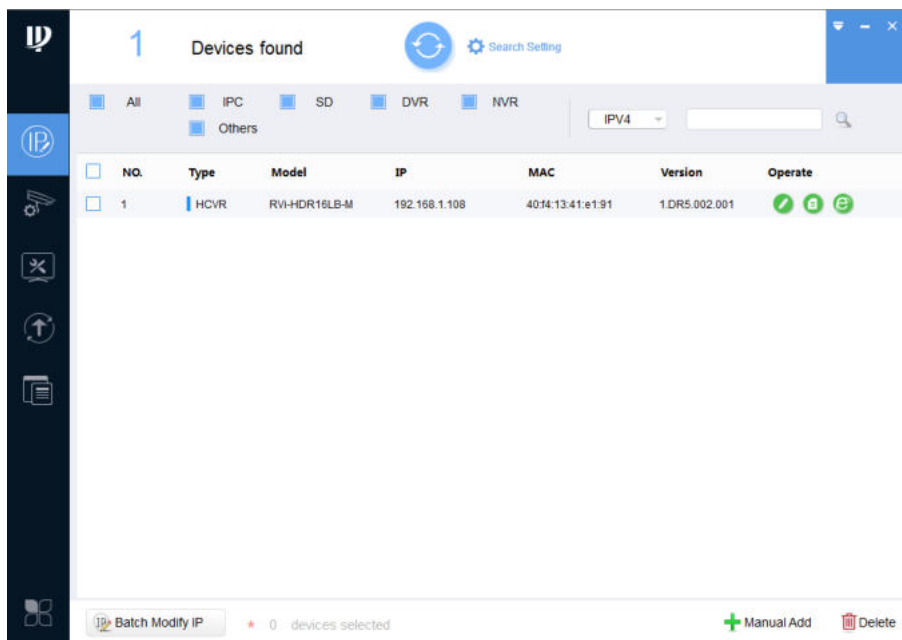 1 Devices found Search Setting
All IPC SD DVR NVR
Others
IPV4
NO. Type Model IP MAC Version Operate
1 HCVR RVi-HDR16LB-M 192.168.1.108 40:f4:13:41:e1:91 1.DR5.002.001
Batch Modify IP * 0 devices selected Manual Add Delete